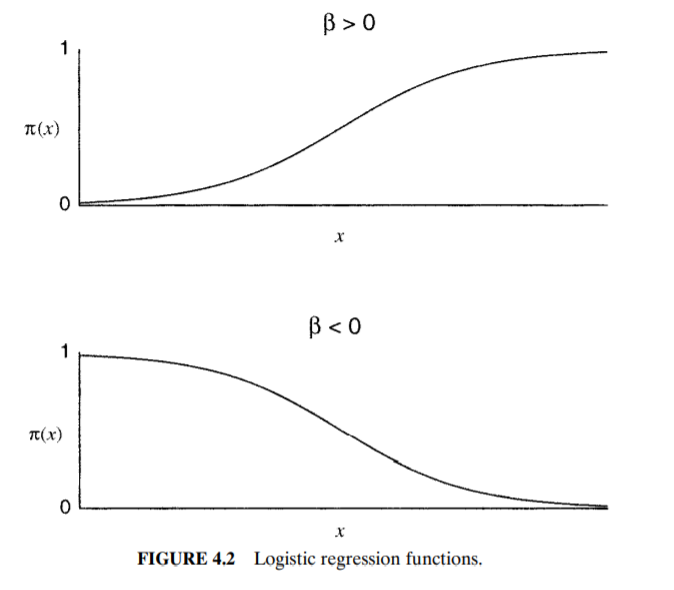 β > 0
1
π(x)
0
x
β < 0
1
π(x)
0
x
FIGURE 4.2 Logistic regression functions.